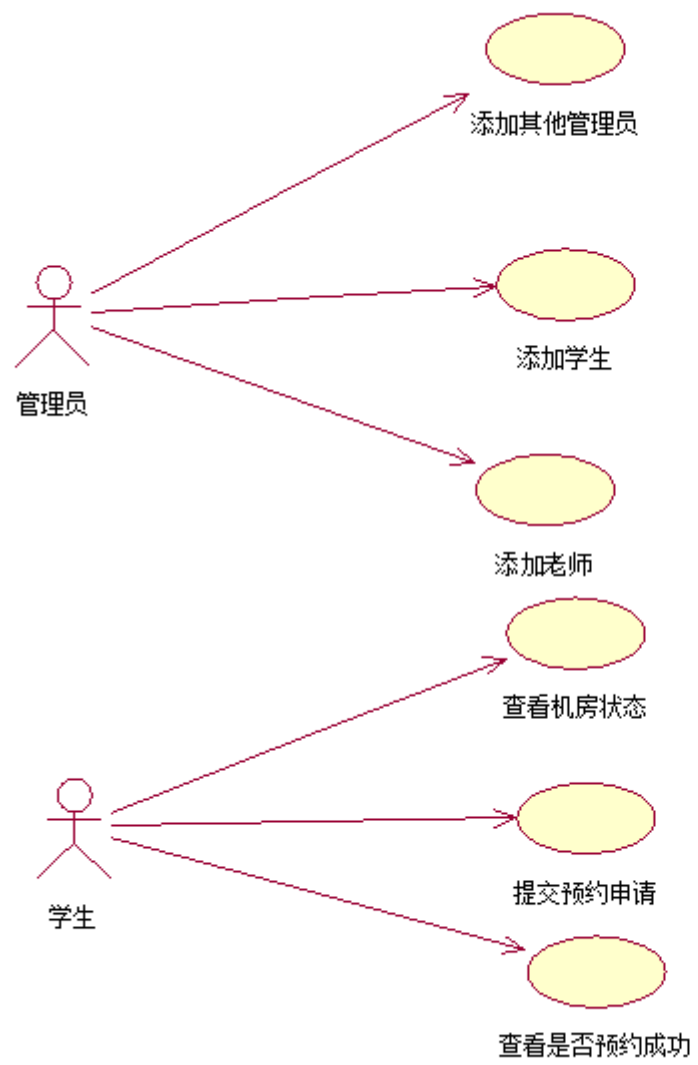 添加其他管理员
添加学生
管理员
添加老师
查看机房状态
提交预约申请
学生
查看是否预约成功